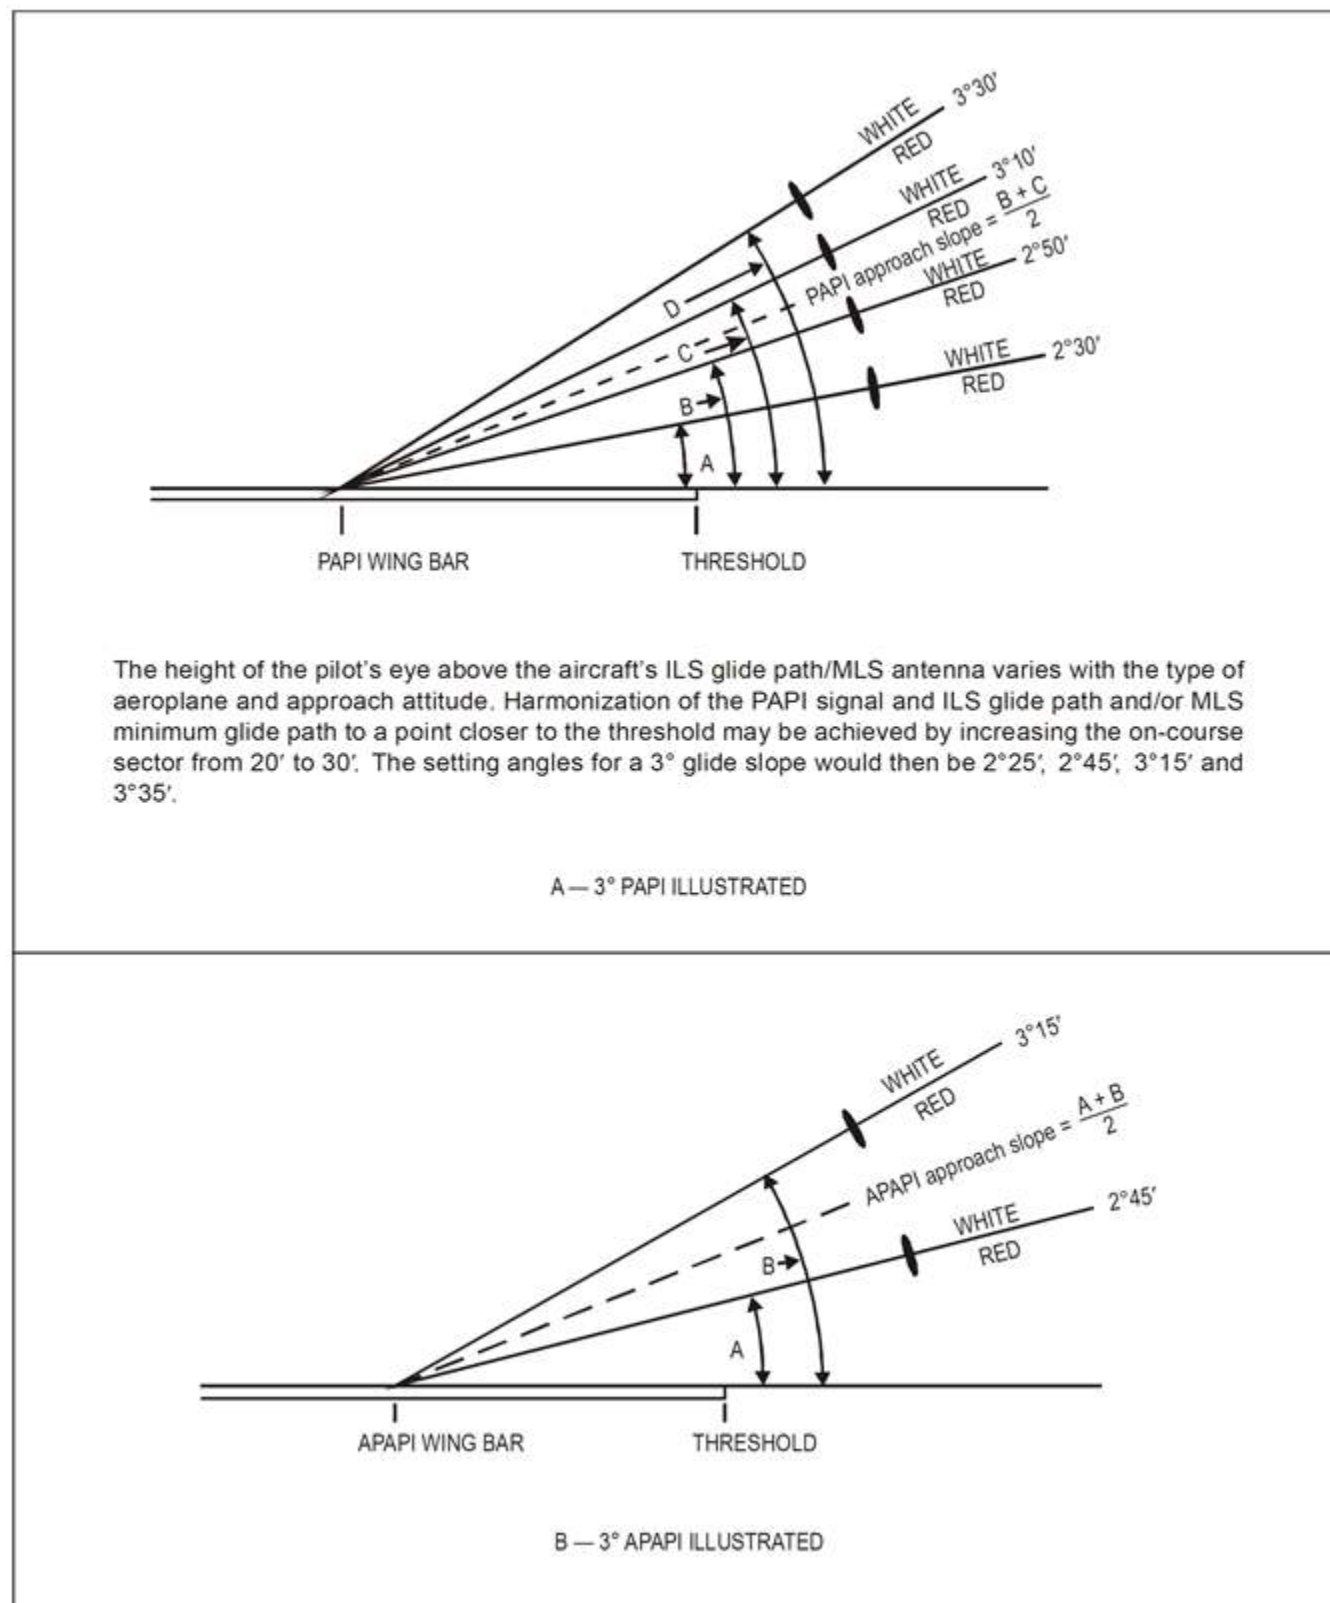 WHITE 3°30′
RED
WHITE 3°10′
RED
PAPI approach slope = B + C
2
WHITE 2°50′
RED
D
C
WHITE 2°30′
RED
B
A
PAPI WING BAR THRESHOLD
The height of the pilot's eye above the aircraft's ILS glide path/MLS antenna varies with the type of
aeroplane and approach attitude. Harmonization of the PAPI signal and ILS glide path and/or MLS
minimum glide path to a point closer to the threshold may be achieved by increasing the on-course
sector from 20′ to 30′. The setting angles for a 3° glide slope would then be 2°25′, 2°45′, 3°15′ and
3°35′.
A — 3° PAPI ILLUSTRATED
WHITE 3°15′
RED
APAPI approach slope = A + B
2
WHITE 2°45′
RED
B
A
APAPI WING BAR THRESHOLD
B — 3° APAPI ILLUSTRATED